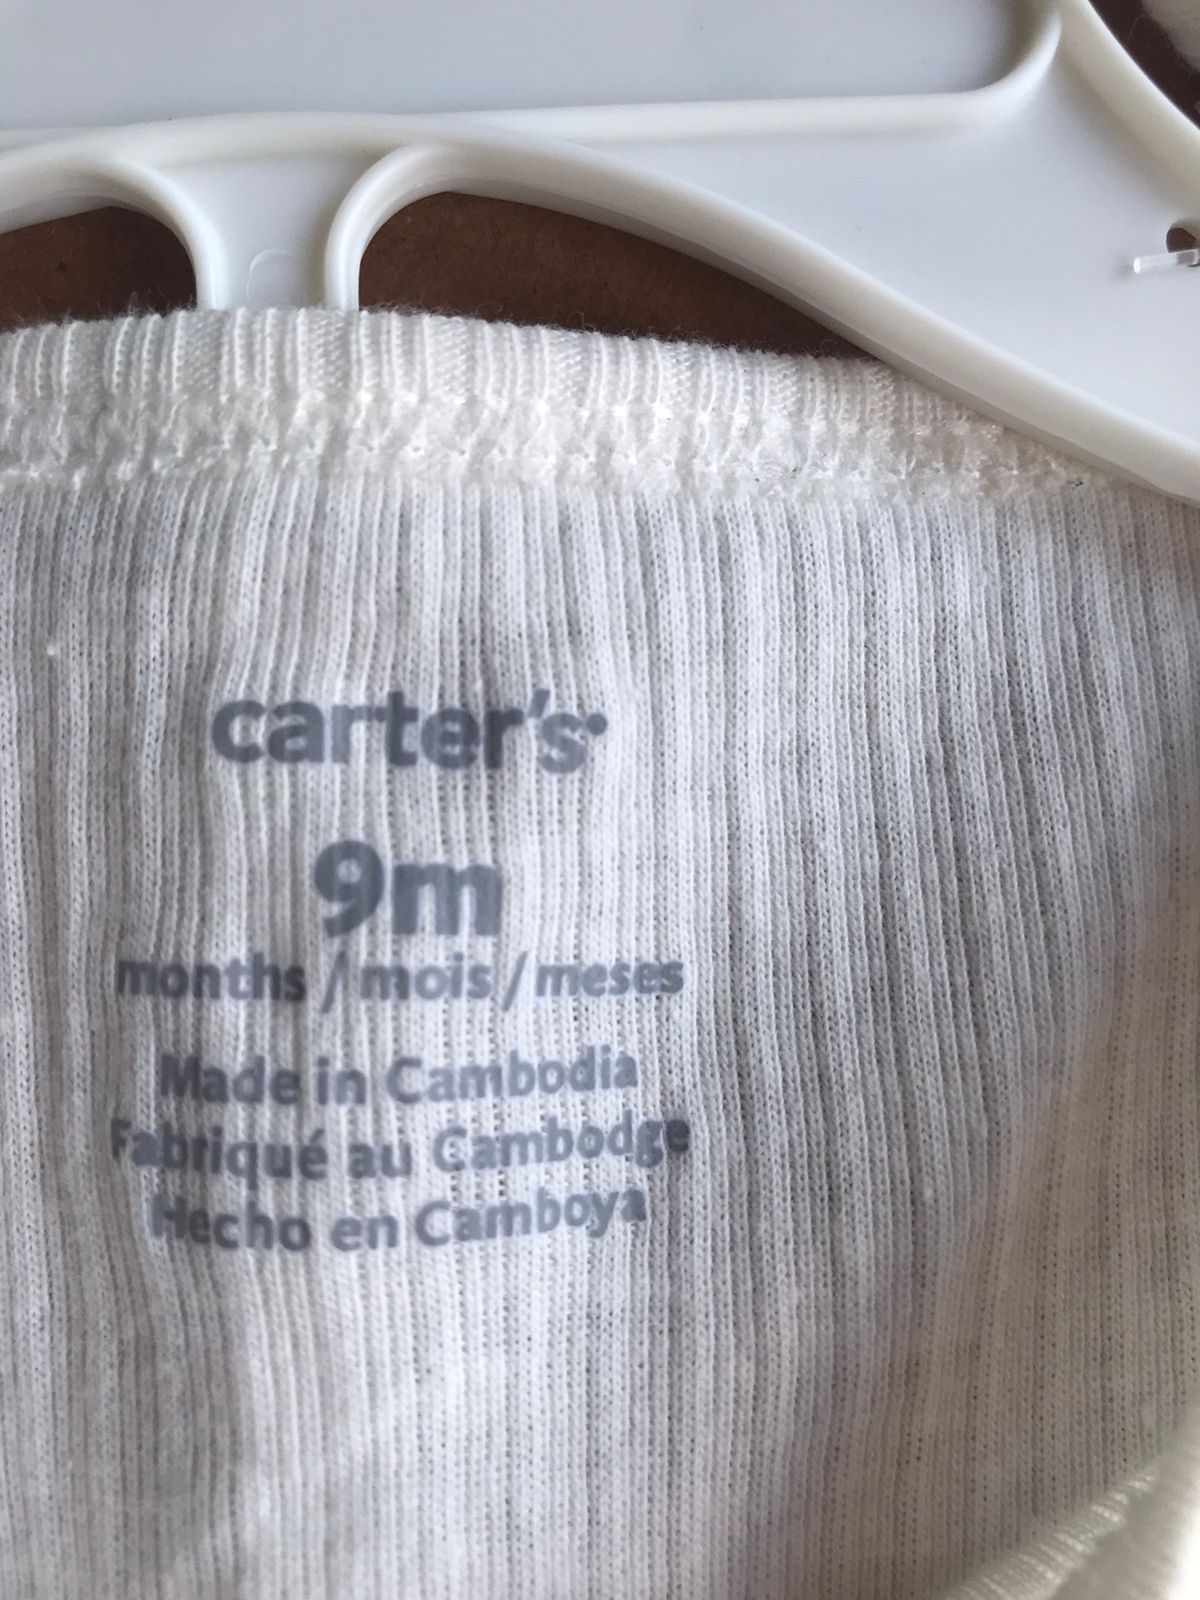 carter's
9m
months / mois / meses
Made in Cambodia
Fabriqué au Cambodge
Hecho en Camboya